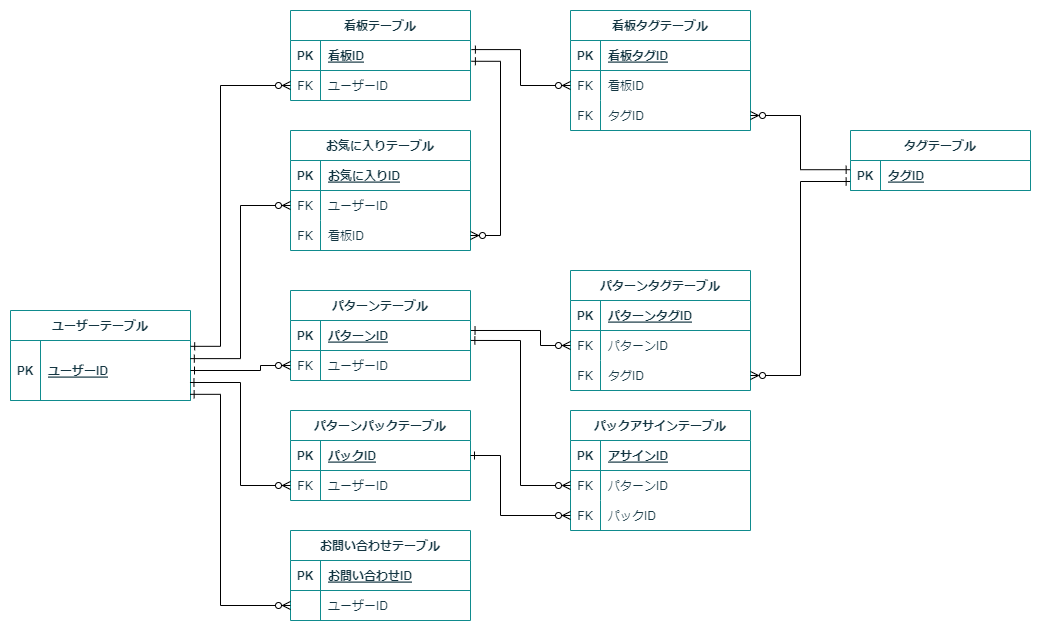 看板テーブル
PK 看板ID
FK ユーザーID
看板タグテーブル
PK 看板タグID
FK 看板ID
FK タグID
お気に入りテーブル
PK お気に入りID
FK ユーザーID
FK 看板ID
タグテーブル
PK タグID
ユーザーテーブル
PK ユーザーID
パターンテーブル
PK パターンID
FK ユーザーID
パターンタグテーブル
PK パターンタグID
FK パターンID
FK タグID
パターンパックテーブル
PK パックID
FK ユーザーID
パックアサインテーブル
PK アサインID
FK パターンID
FK パックID
お問い合わせテーブル
PK お問い合わせID
ユーザーID